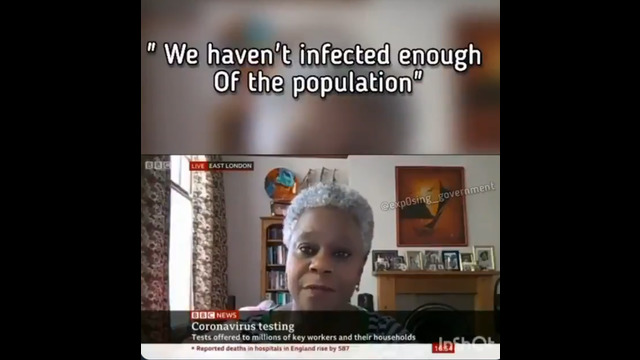 " We haven't infected enough
Of the population"
BBC
LIVE EAST LONDON
@exp0sing_government
BBC NEWS
Coronavirus testing
Tests offered to millions of key workers and their households
* Reported deaths in hospitals in England rise by 587
InShOt